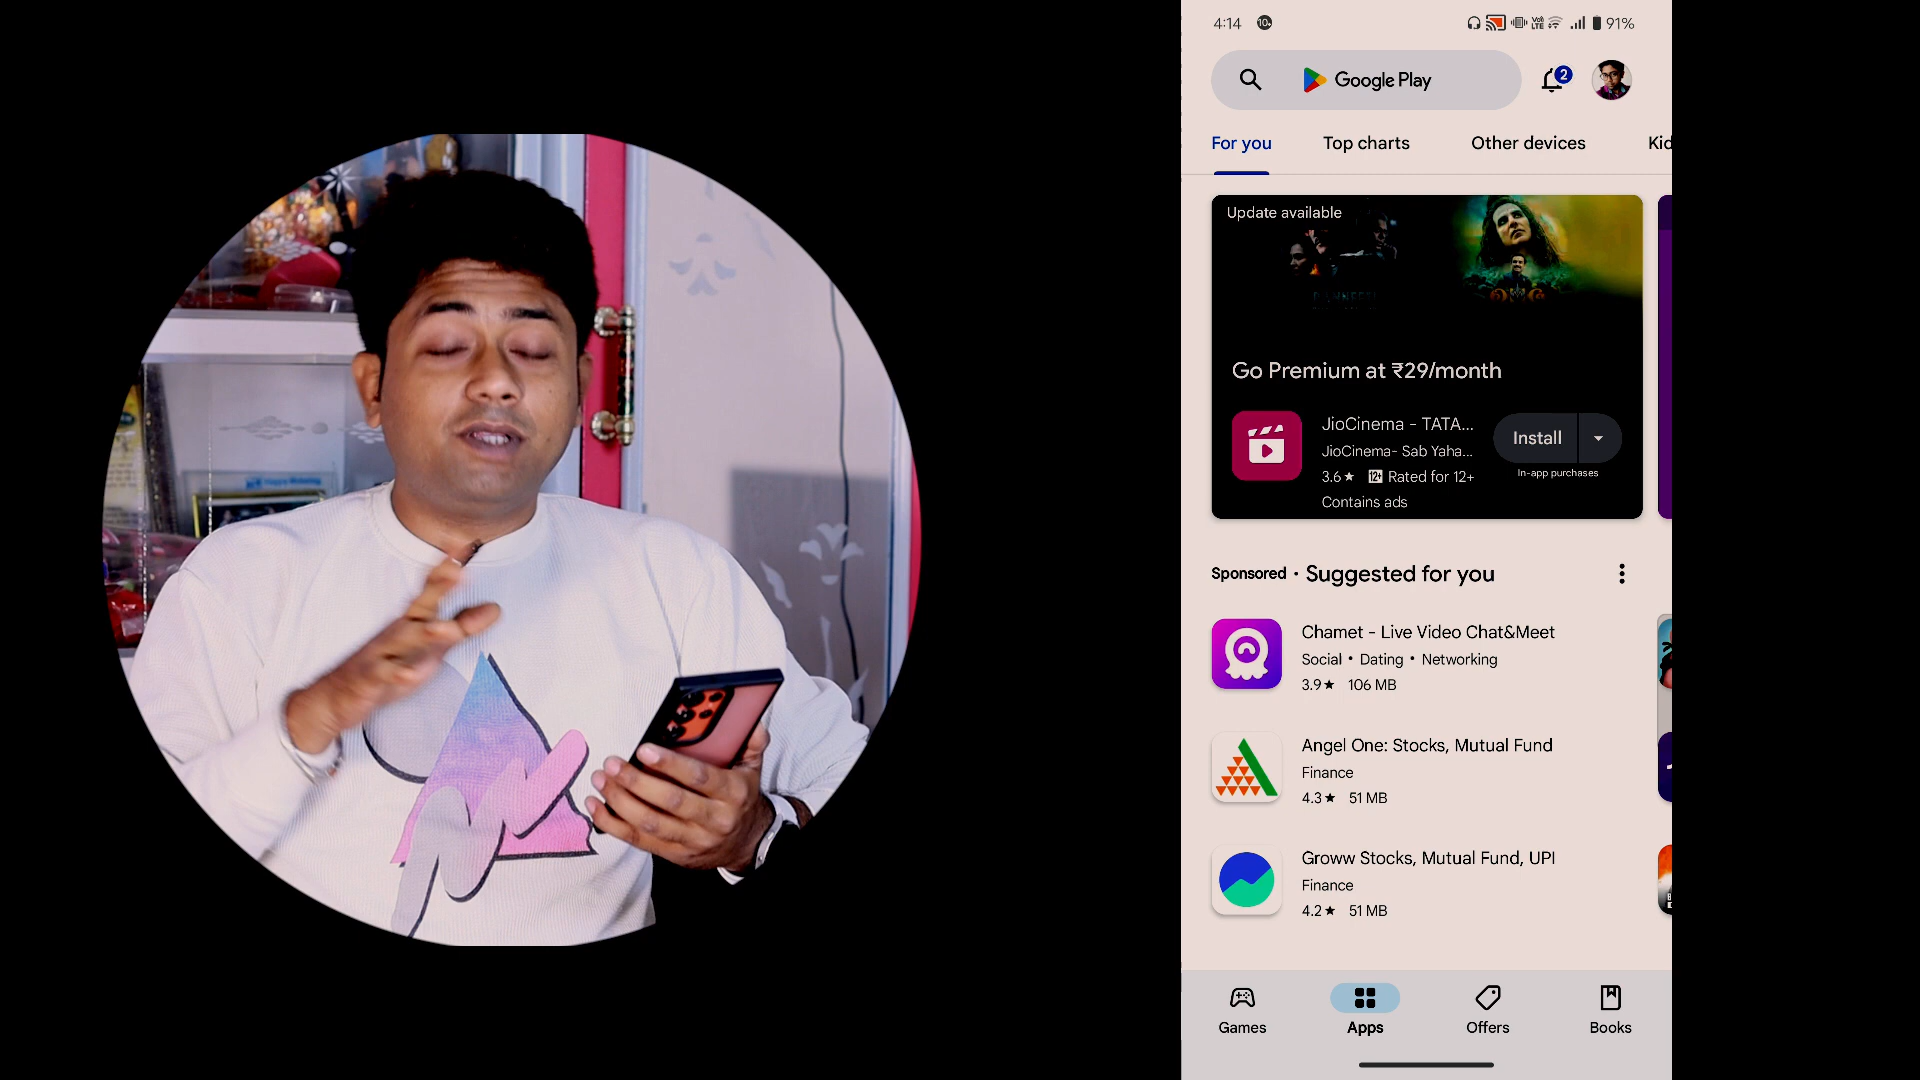 4:14
91%
Google Play
2
For you
Top charts
Other devices
Kid
Update available
Go Premium at ₹29/month
JioCinema - TATA...
JioCinema- Sab Yaha...
3.6★ 12+ Rated for 12+
Contains ads
Install
In-app purchases
Sponsored • Suggested for you
Chamet - Live Video Chat&Meet
Social • Dating • Networking
3.9★ 106 MB
Angel One: Stocks, Mutual Fund
Finance
4.3★ 51 MB
Groww Stocks, Mutual Fund, UPI
Finance
4.2★ 51 MB
Games
Apps
Offers
Books